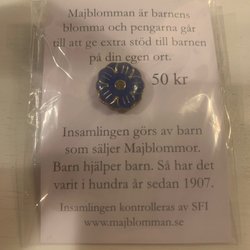 Majblomman är barnens
blomma och pengarna går
till att ge extra stöd till barnen
på din egen ort.
50 kr
Insamlingen görs av barn
som säljer Majblommor.
Barn hjälper barn. Så har det
varit i hundra år sedan 1907.
Insamlingen kontrolleras av SFI
www.majblomman.se